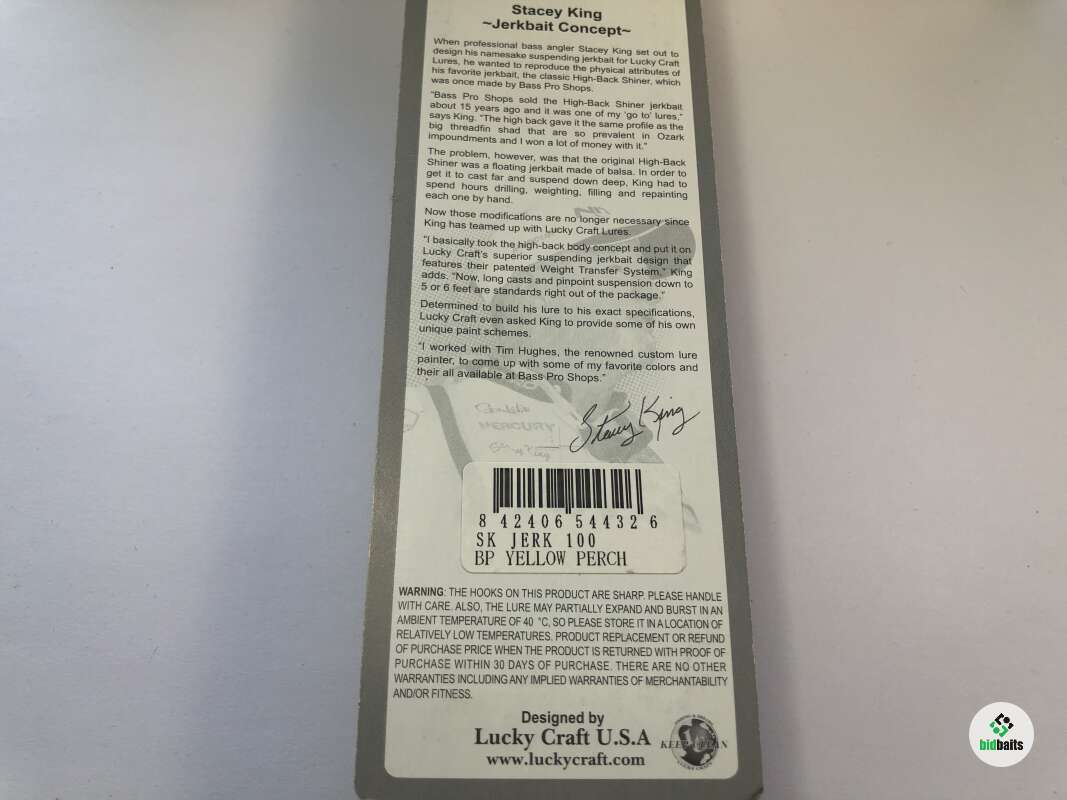 Stacey King
~Jerkbait Concept~
When professional bass angler Stacey King set out to
design his namesake suspending jerkbait for Lucky Craft
Lures, he wanted to reproduce the physical attributes of
his favorite jerkbait, the classic High-Back Shiner, which
was once made by Bass Pro Shops.
"Bass Pro Shops sold the High-Back Shiner jerkbait
about 15 years ago and it was one of my 'go to' lures,"
says King. "The high back gave it the same profile as the
big threadfin shad that are so prevalent in Ozark
impoundments and I won a lot of money with it."
The problem, however, was that the original High-Back
Shiner was a floating jerkbait made of balsa. In order to
get it to cast far and suspend down deep, King had to
spend hours drilling, weighting, filling and repainting
each one by hand.
Now those modifications are no longer necessary since
King has teamed up with Lucky Craft Lures.
"I basically took the high-back body concept and put it on
Lucky Craft's superior suspending jerkbait design that
features their patented Weight Transfer System," King
adds. "Now, long casts and pinpoint suspension down to
5 or 6 feet are standards right out of the package."
Determined to build his lure to his exact specifications,
Lucky Craft even asked King to provide some of his own
unique paint schemes.
"I worked with Tim Hughes, the renowned custom lure
painter, to come up with some of my favorite colors and
their all available at Bass Pro Shops."
MERCURY
Stacey King
8 42406 54432 6
SK JERK 100
BP YELLOW PERCH
WARNING: THE HOOKS ON THIS PRODUCT ARE SHARP. PLEASE HANDLE
WITH CARE. ALSO, THE LURE MAY PARTIALLY EXPAND AND BURST IN AN
AMBIENT TEMPERATURE OF 40 °C, SO PLEASE STORE IT IN A LOCATION OF
RELATIVELY LOW TEMPERATURES. PRODUCT REPLACEMENT OR REFUND
OF PURCHASE PRICE WHEN THE PRODUCT IS RETURNED WITH PROOF OF
PURCHASE WITHIN 30 DAYS OF PURCHASE. THERE ARE NO OTHER
WARRANTIES INCLUDING ANY IMPLIED WARRANTIES OF MERCHANTABILITY
AND/OR FITNESS.
Designed by
Lucky Craft U.S.A
www.luckycraft.com
KEEP CLEAN
bidbaits